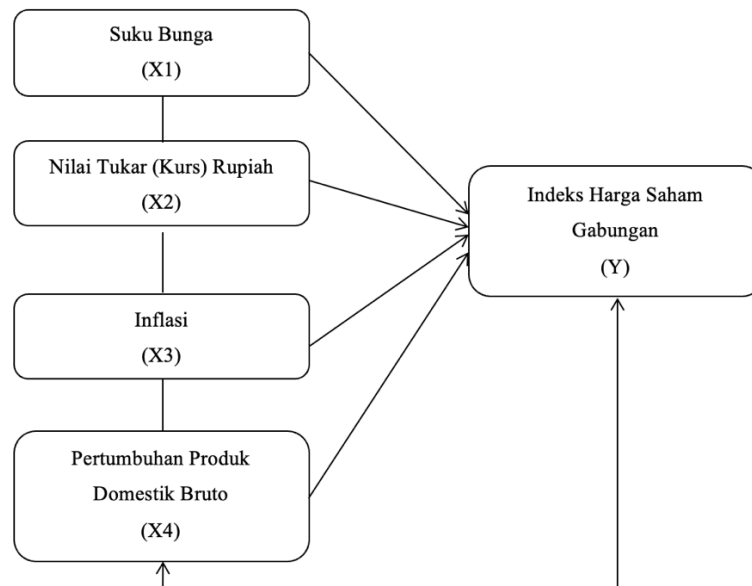 Suku Bunga
(X1)
Nilai Tukar (Kurs) Rupiah
(X2)
Inflasi
(X3)
Pertumbuhan Produk
Domestik Bruto
(X4)
Indeks Harga Saham
Gabungan
(Y)